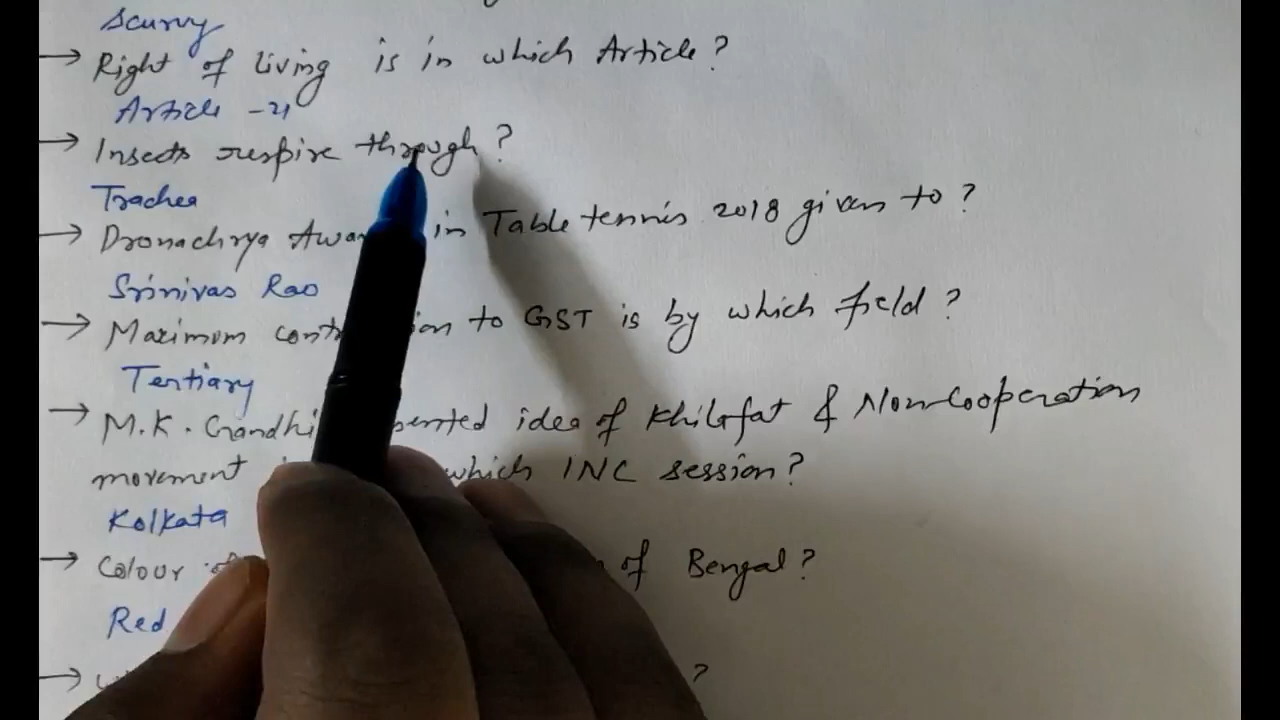 Scurvy
→ Right of living is in which Article?
Article - 21
→ Insects respire through?
Trachea
→ Dronachrya in Table tennis 2018 given to?
Srinivas Rao
→ Maximum to GST is by which field?
Tertiary
→ M.K. Gandhi idea of Khilafat & Non-Cooperation
movement which INC session?
Kolkata
→ Colour of Bengal?
Red
→ ?